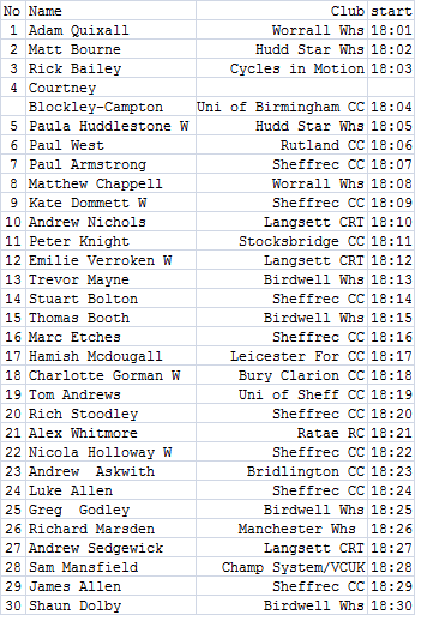 No Name Club start
1 Adam Quixall Worrall Whs 18:01
2 Matt Bourne Hudd Star Whs 18:02
3 Rick Bailey Cycles in Motion 18:03
4 Courtney
Blockley-Campton Uni of Birmingham CC 18:04
5 Paula Huddlestone W Hudd Star Whs 18:05
6 Paul West Rutland CC 18:06
7 Paul Armstrong Sheffrec CC 18:07
8 Matthew Chappell Worrall Whs 18:08
9 Kate Dommett W Sheffrec CC 18:09
10 Andrew Nichols Langsett CRT 18:10
11 Peter Knight Stocksbridge CC 18:11
12 Emilie Verroken W Langsett CRT 18:12
13 Trevor Mayne Birdwell Whs 18:13
14 Stuart Bolton Sheffrec CC 18:14
15 Thomas Booth Birdwell Whs 18:15
16 Marc Etches Sheffrec CC 18:16
17 Hamish Mcdougall Leicester For CC 18:17
18 Charlotte Gorman W Bury Clarion CC 18:18
19 Tom Andrews Uni of Sheff CC 18:19
20 Rich Stoodley Sheffrec CC 18:20
21 Alex Whitmore Ratae RC 18:21
22 Nicola Holloway W Sheffrec CC 18:22
23 Andrew Askwith Bridlington CC 18:23
24 Luke Allen Sheffrec CC 18:24
25 Greg Godley Birdwell Whs 18:25
26 Richard Marsden Manchester Whs 18:26
27 Andrew Sedgewick Langsett CRT 18:27
28 Sam Mansfield Champ System/VCUK 18:28
29 James Allen Sheffrec CC 18:29
30 Shaun Dolby Birdwell Whs 18:30